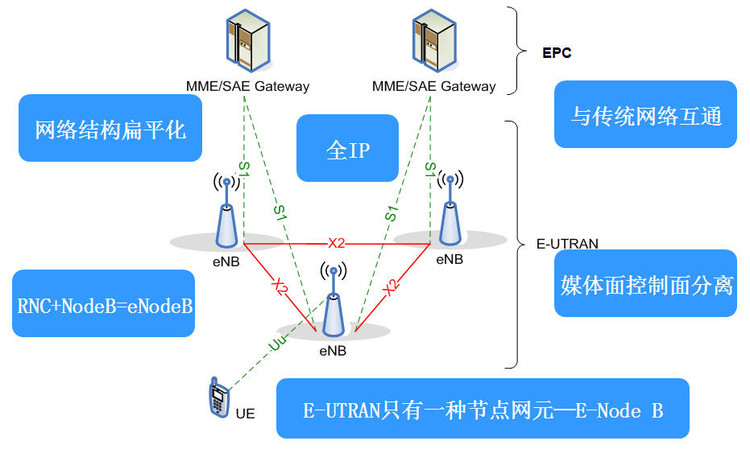 EPC
MME/SAE Gateway
MME/SAE Gateway
网络结构扁平化
全IP
与传统网络互通
S1
S1
S1
S1
eNB
X2
eNB
E-UTRAN
RNC+NodeB=eNodeB
X2
X2
媒体面控制面分离
eNB
Uu
UE
E-UTRAN只有一种节点网元—E-Node B